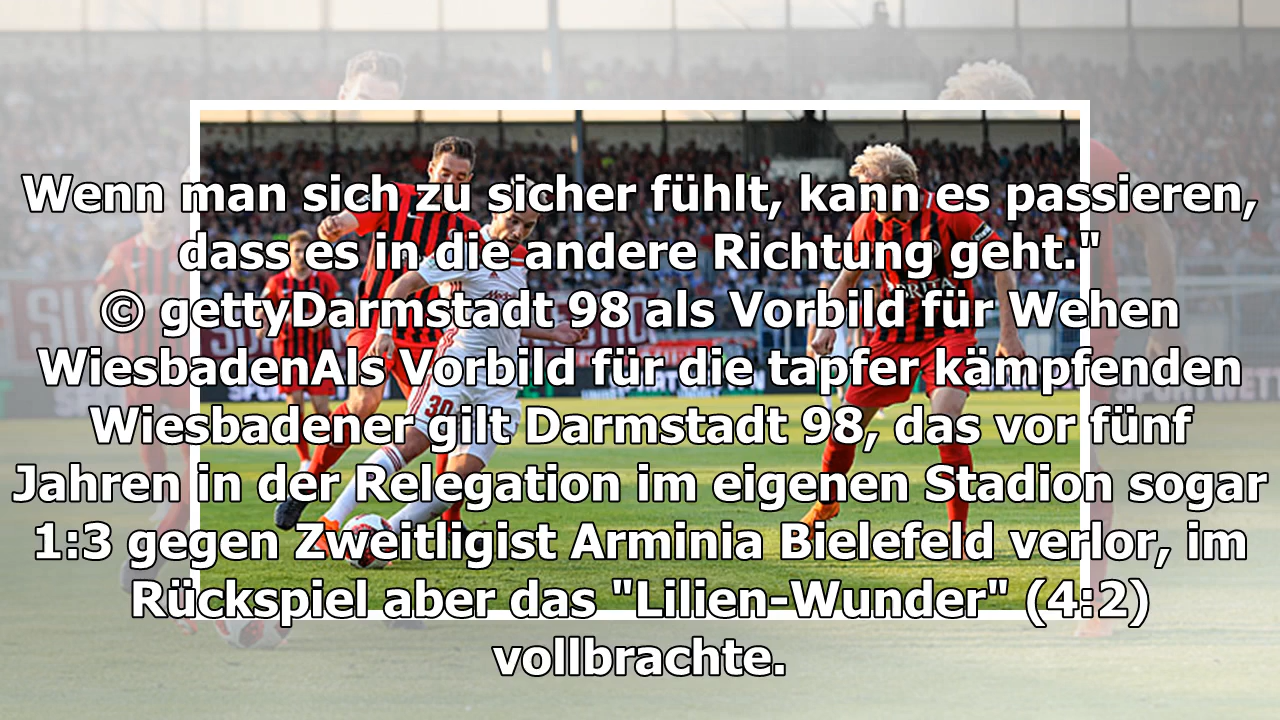 Wenn man sich zu sicher fühlt, kann es passieren,
dass es in die andere Richtung geht."
© gettyDarmstadt 98 als Vorbild für Wehen
WiesbadenAls Vorbild für die tapfer kämpfenden
Wiesbadener gilt Darmstadt 98, das vor fünf
Jahren in der Relegation im eigenen Stadion sogar
1:3 gegen Zweitligist Arminia Bielefeld verlor, im
Rückspiel aber das "Lilien-Wunder" (4:2)
vollbrachte.
BRITA
30